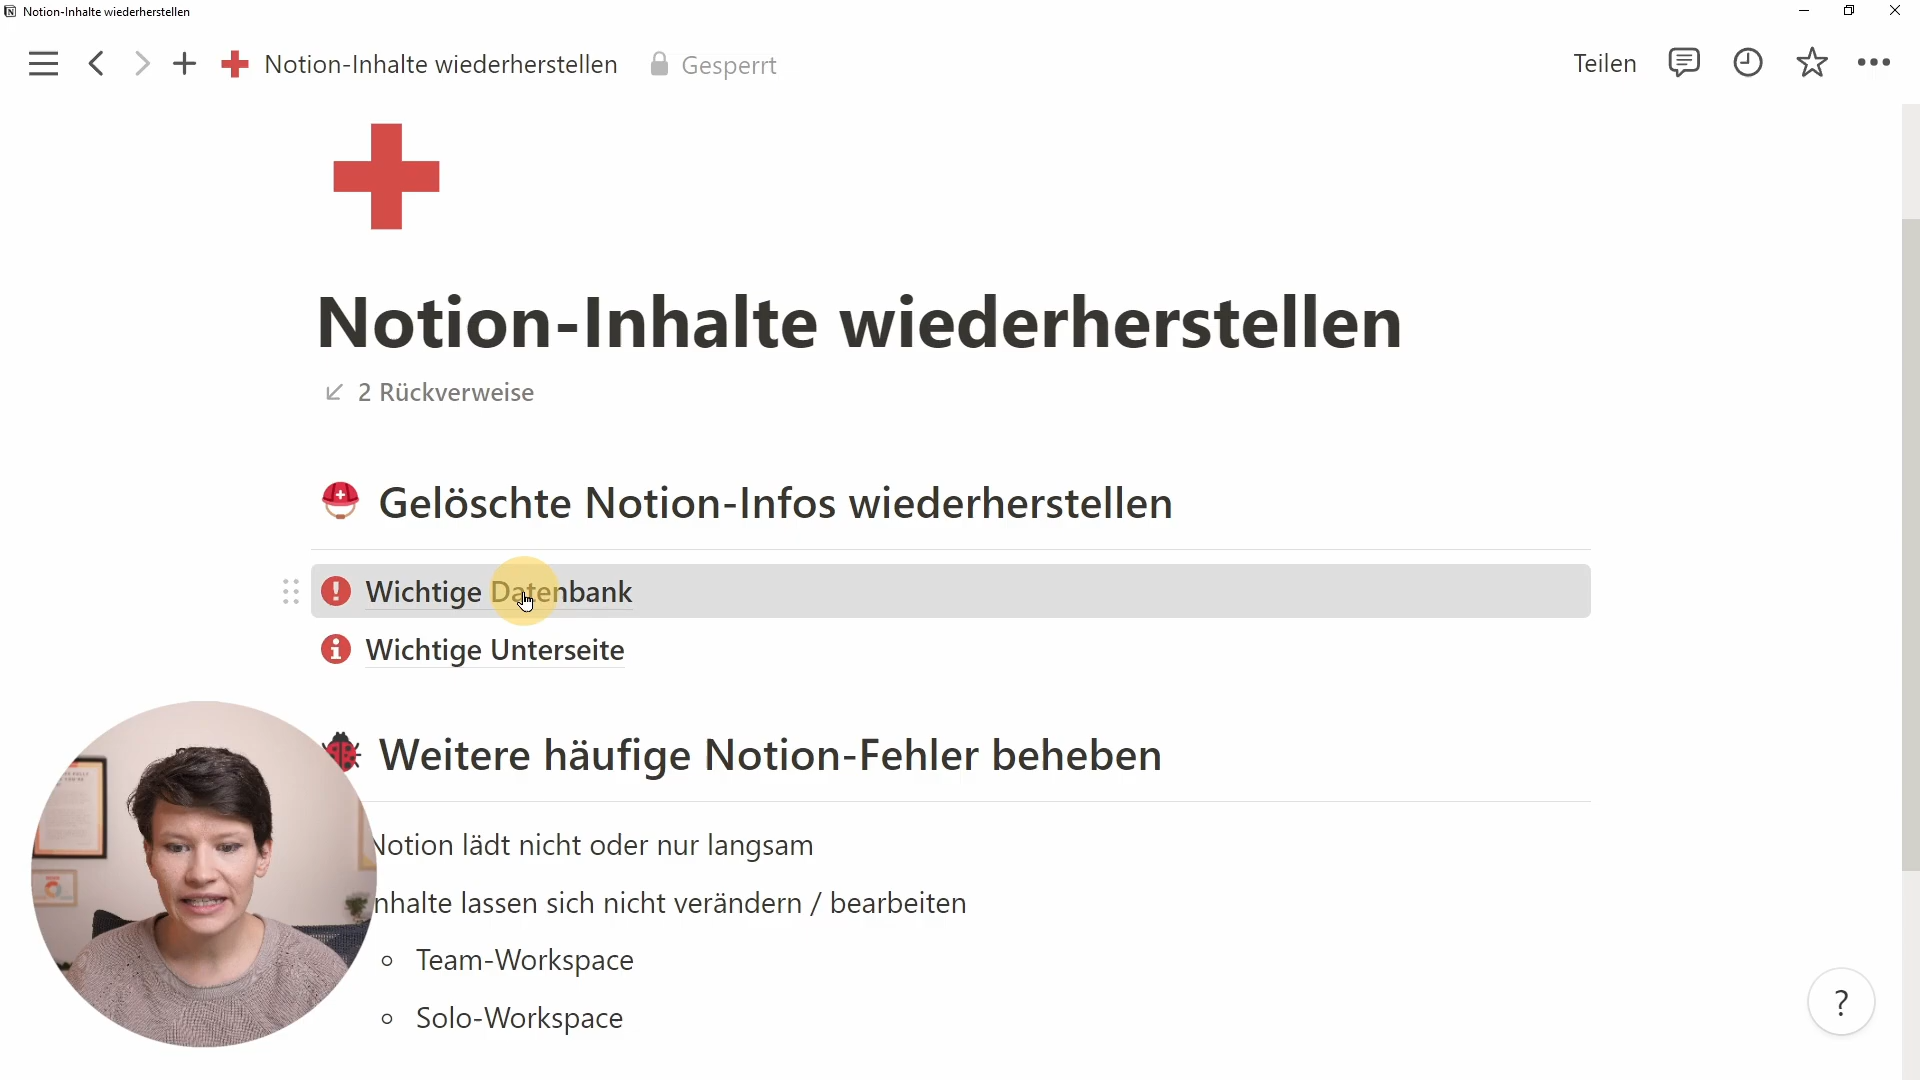 Notion-Inhalte wiederherstellen
Notion-Inhalte wiederherstellen Gesperrt Teilen
Notion-Inhalte wiederherstellen
2 Rückverweise
Gelöschte Notion-Infos wiederherstellen
Wichtige Datenbank
Wichtige Unterseite
Weitere häufige Notion-Fehler beheben
Notion lädt nicht oder nur langsam
nhalte lassen sich nicht verändern / bearbeiten
Team-Workspace
Solo-Workspace
?